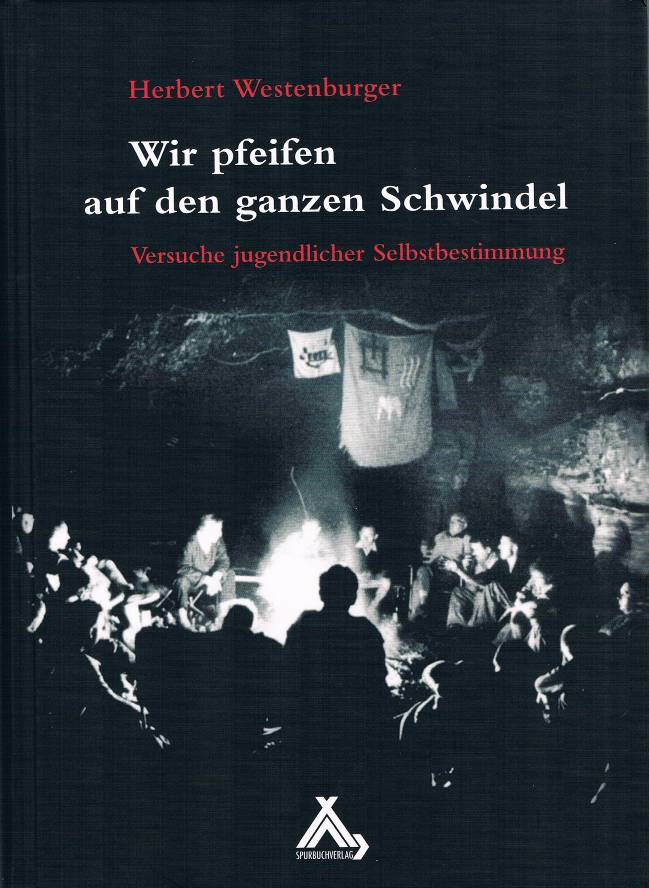 Herbert Westenburger
Wir pfeifen
auf den ganzen Schwindel
Versuche jugendlicher Selbstbestimmung
SPURBUCHVERLAG